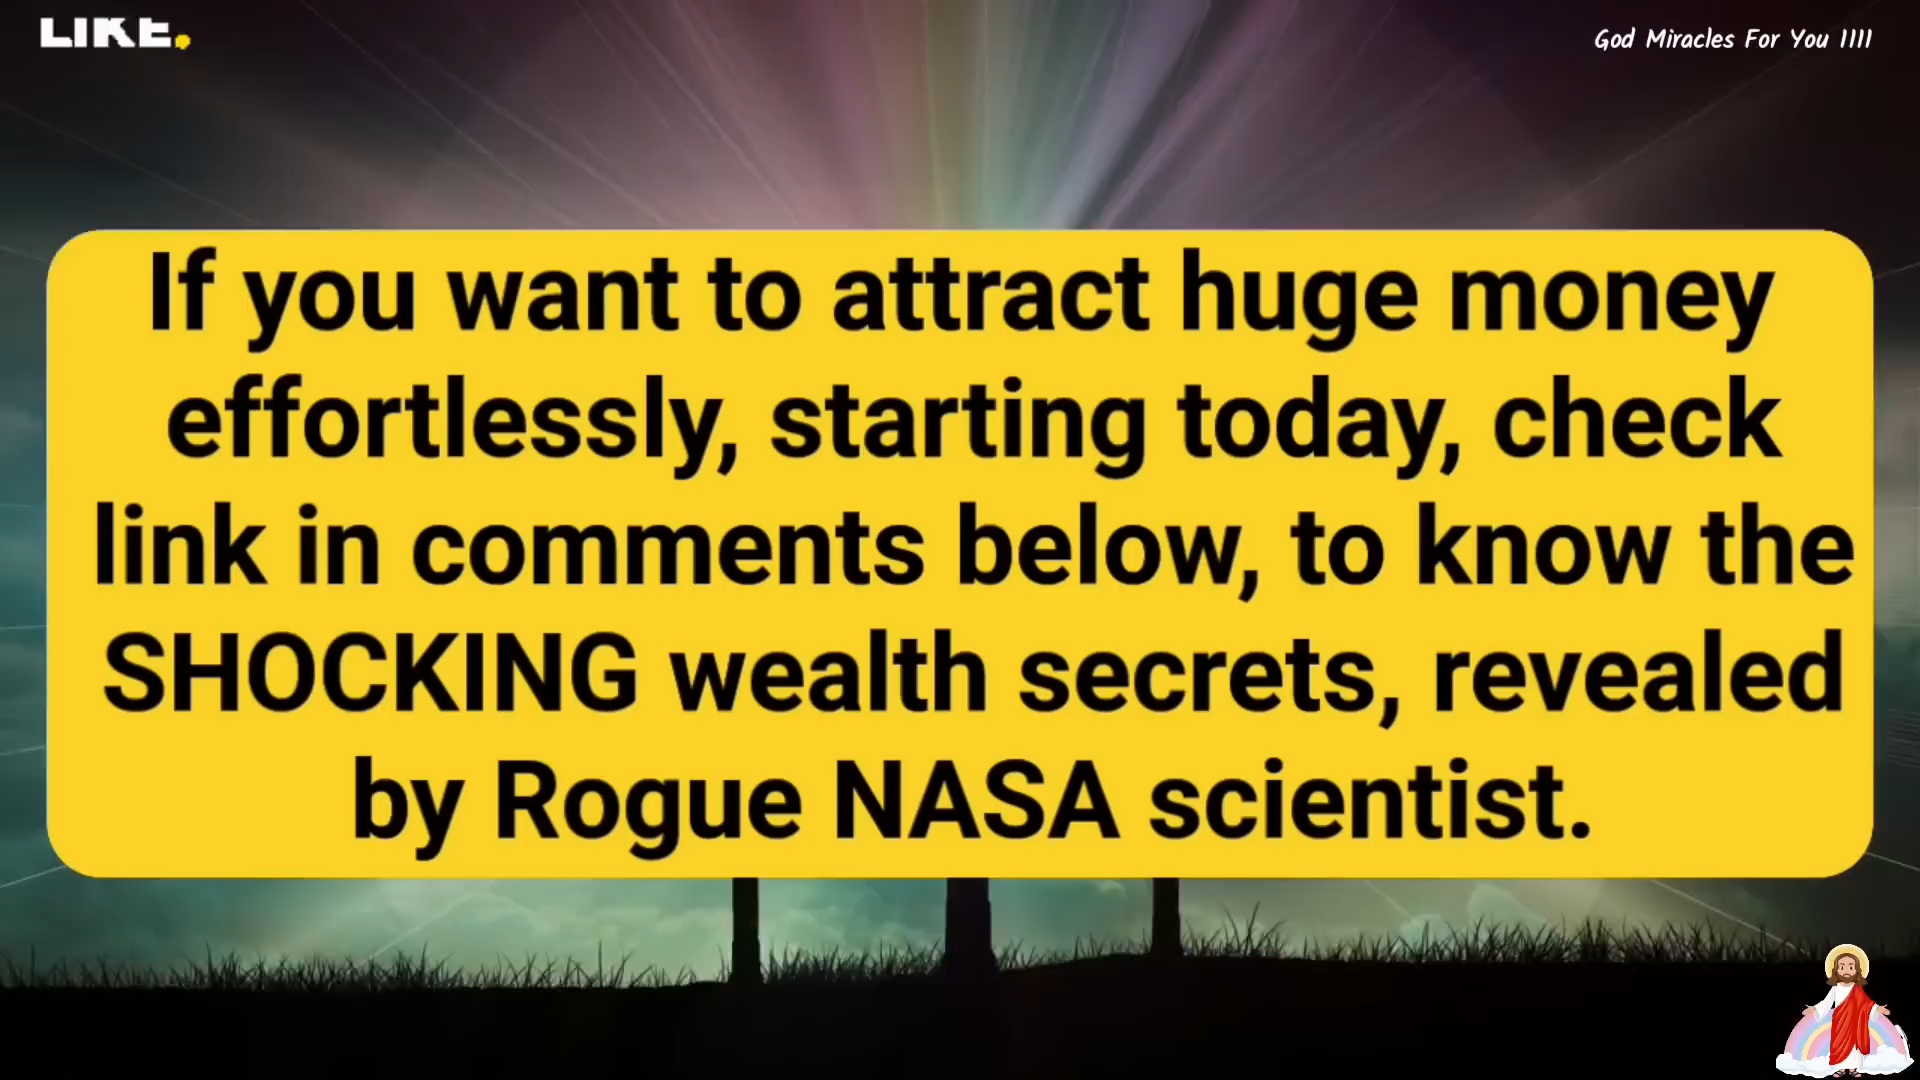 LIKE.
God Miracles For You 1111
If you want to attract huge money
effortlessly, starting today, check
link in comments below, to know the
SHOCKING wealth secrets, revealed
by Rogue NASA scientist.